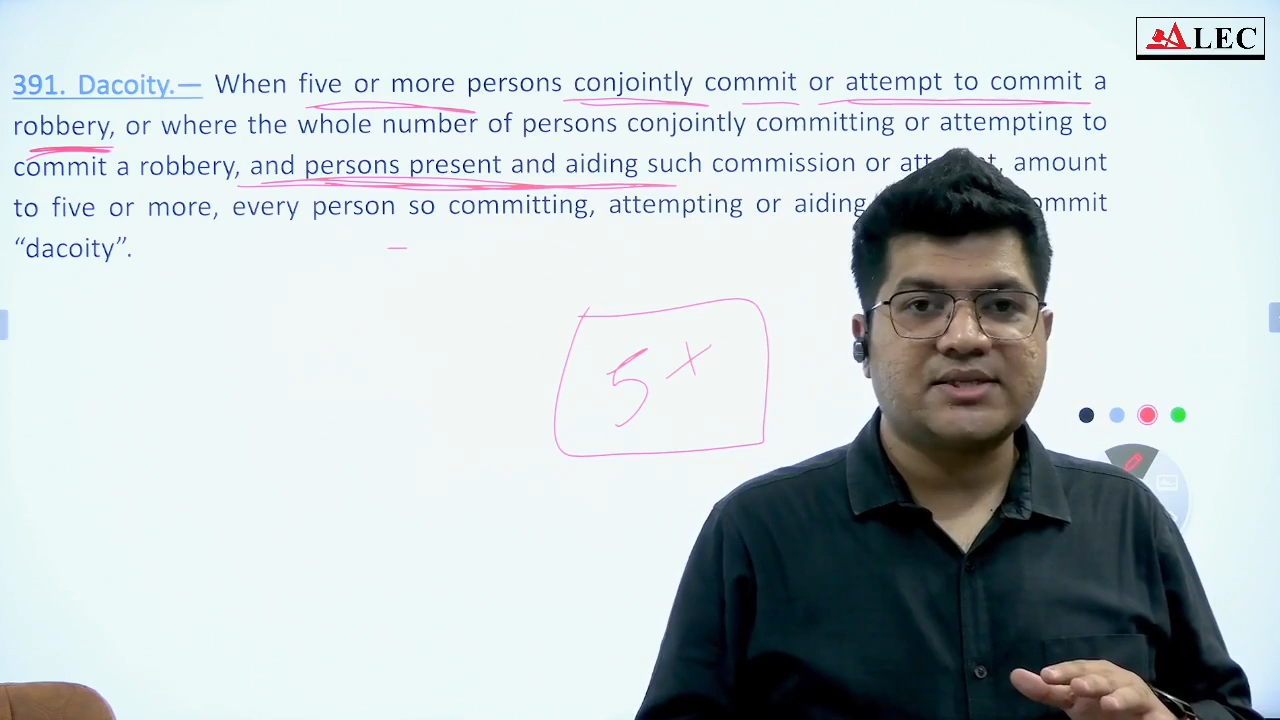 ALEC
391. Dacoity.— When five or more persons conjointly commit or attempt to commit a
robbery, or where the whole number of persons conjointly committing or attempting to
commit a robbery, and persons present and aiding such commission or attempt, amount
to five or more, every person so committing, attempting or aiding
“dacoity”.
5+